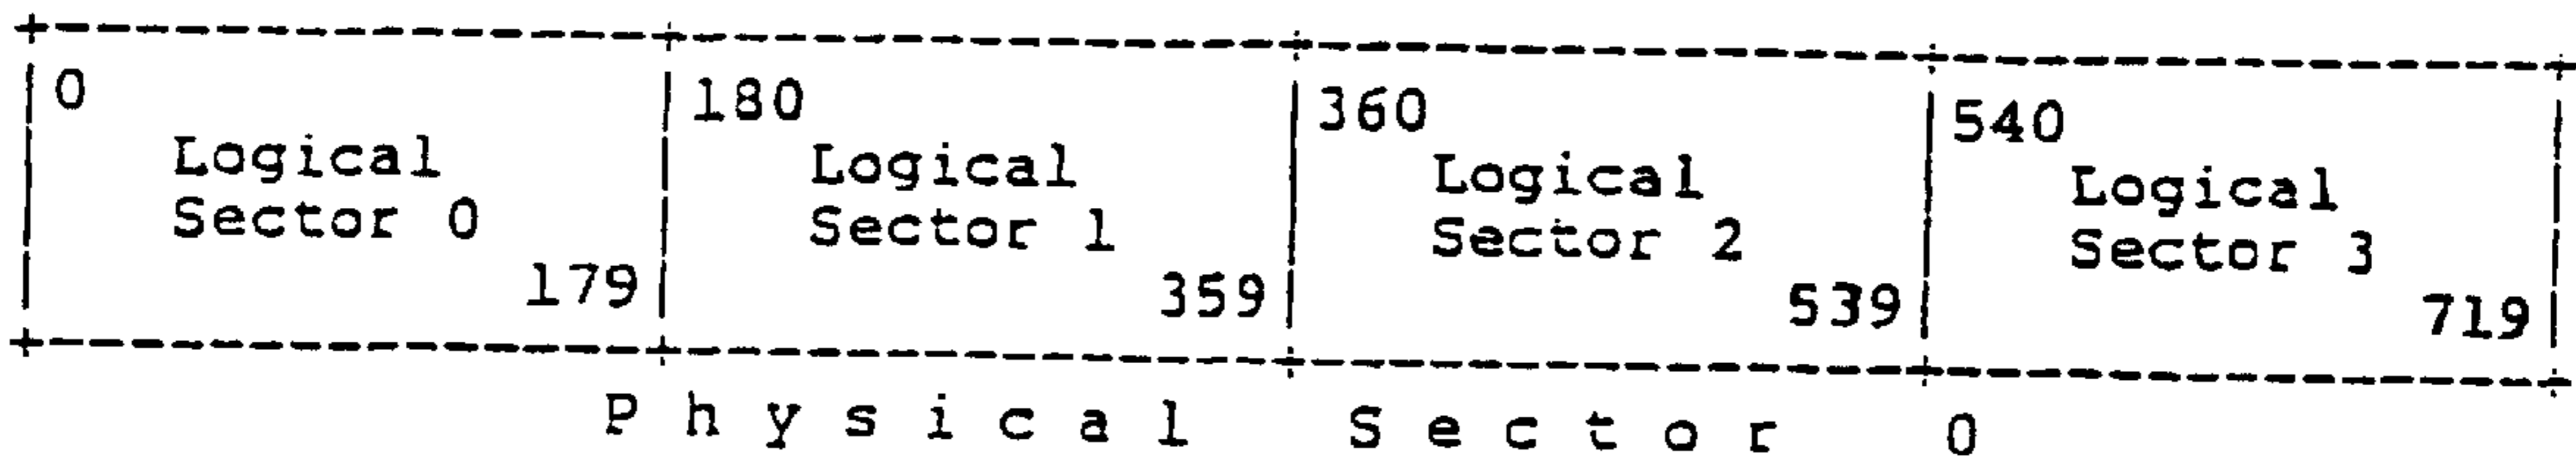 0 180 360 540
Logical Logical Logical Logical
Sector 0 Sector 1 Sector 2 Sector 3
179 359 539 719
Physical Sector 0